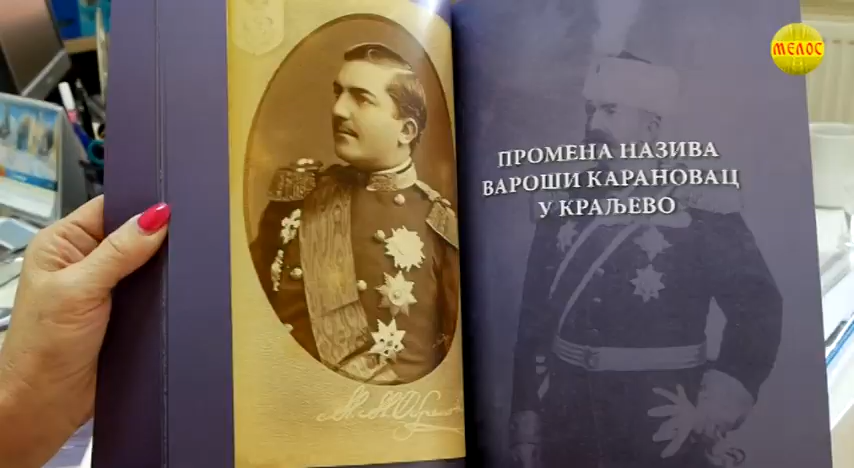 МЕЛОС
ПРОМЕНА НАЗИВА
ВАРОШИ КАРАНОВАЦ
У КРАЉЕВО